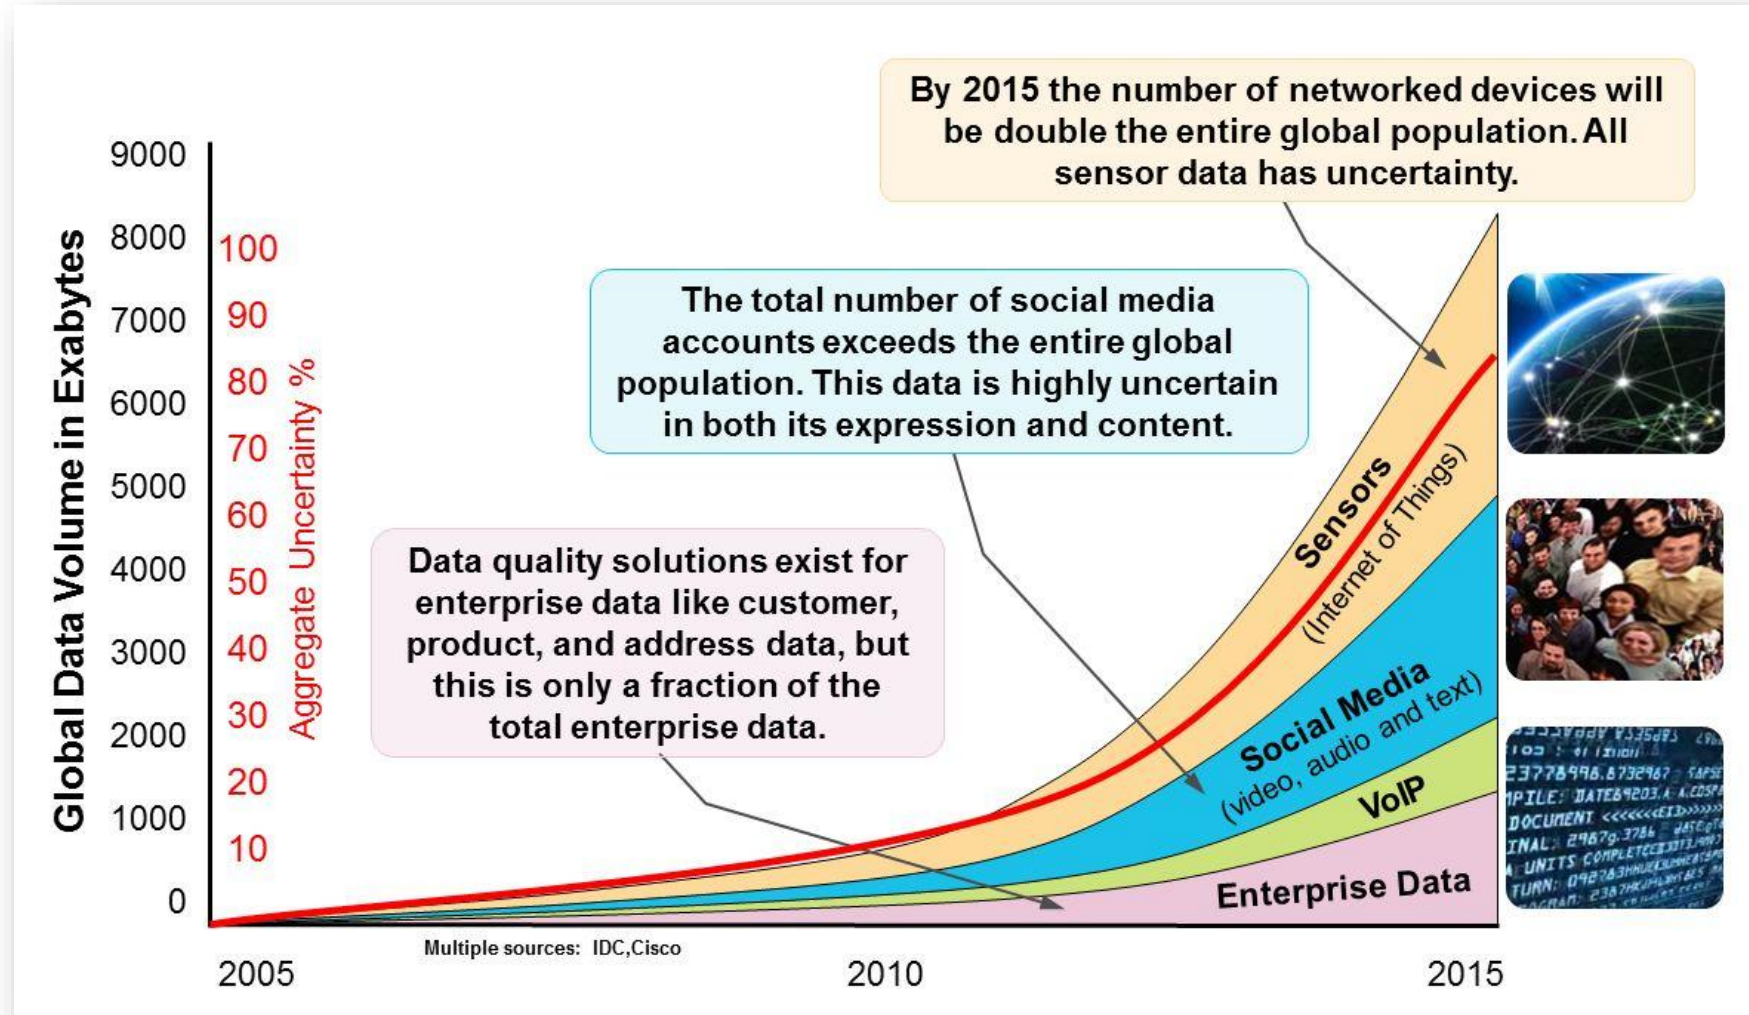 By 2015 the number of networked devices will
be double the entire global population. All
sensor data has uncertainty.
The total number of social media
accounts exceeds the entire global
population. This data is highly uncertain
in both its expression and content.
Data quality solutions exist for
enterprise data like customer,
product, and address data, but
this is only a fraction of the
total enterprise data.
Global Data Volume in Exabytes
9000
8000
7000
6000
5000
4000
3000
2000
1000
0
Aggregate Uncertainty %
100
90
80
70
60
50
40
30
20
10
Sensors
(Internet of Things)
Social Media
(video, audio and text)
VoIP
Enterprise Data
Multiple sources: IDC,Cisco
2005
2010
2015
DOCUMENT
UNITS COMPLETED